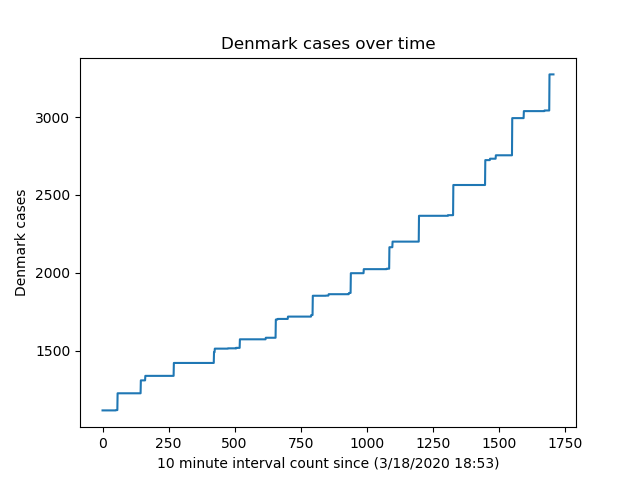 Denmark cases over time
3000
2500
2000
1500
Denmark cases
0 250 500 750 1000 1250 1500 1750
10 minute interval count since (3/18/2020 18:53)